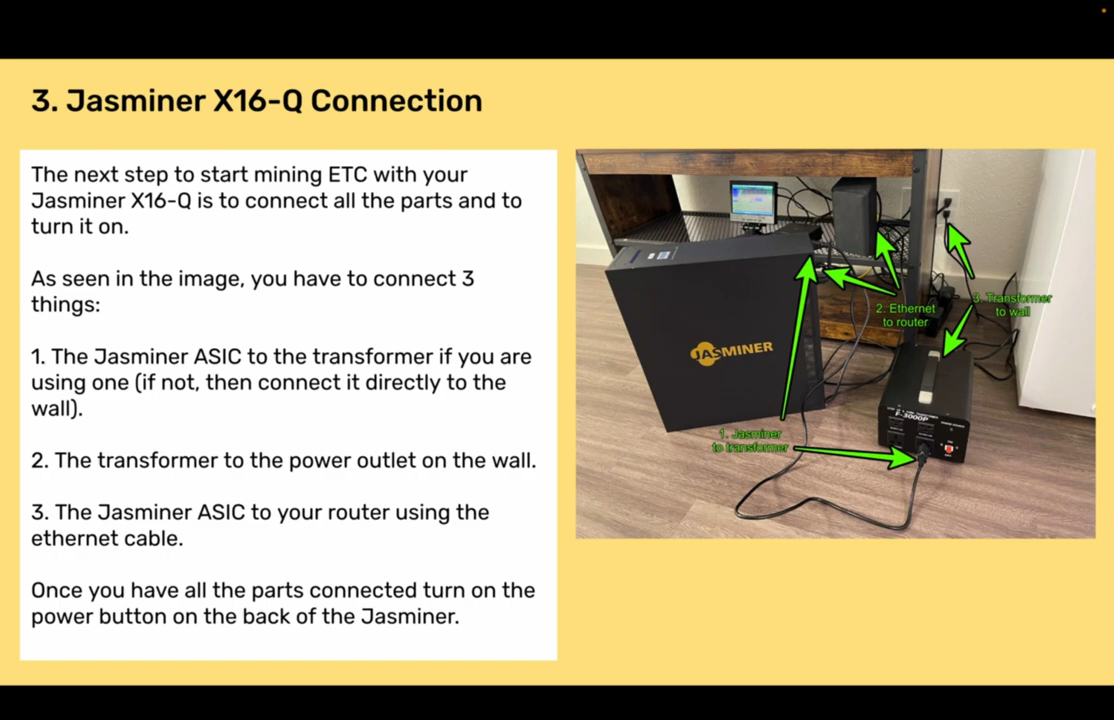 3. Jasminer X16-Q Connection
The next step to start mining ETC with your
Jasminer X16-Q is to connect all the parts and to
turn it on.
As seen in the image, you have to connect 3
things:
1. The Jasminer ASIC to the transformer if you are
using one (if not, then connect it directly to the
wall).
2. The transformer to the power outlet on the wall.
3. The Jasminer ASIC to your router using the
ethernet cable.
Once you have all the parts connected turn on the
power button on the back of the Jasminer.
2. Ethernet
to router
3. Transformer
to wall
JASMINER
F-3000P
1. Jasminer
to transformer